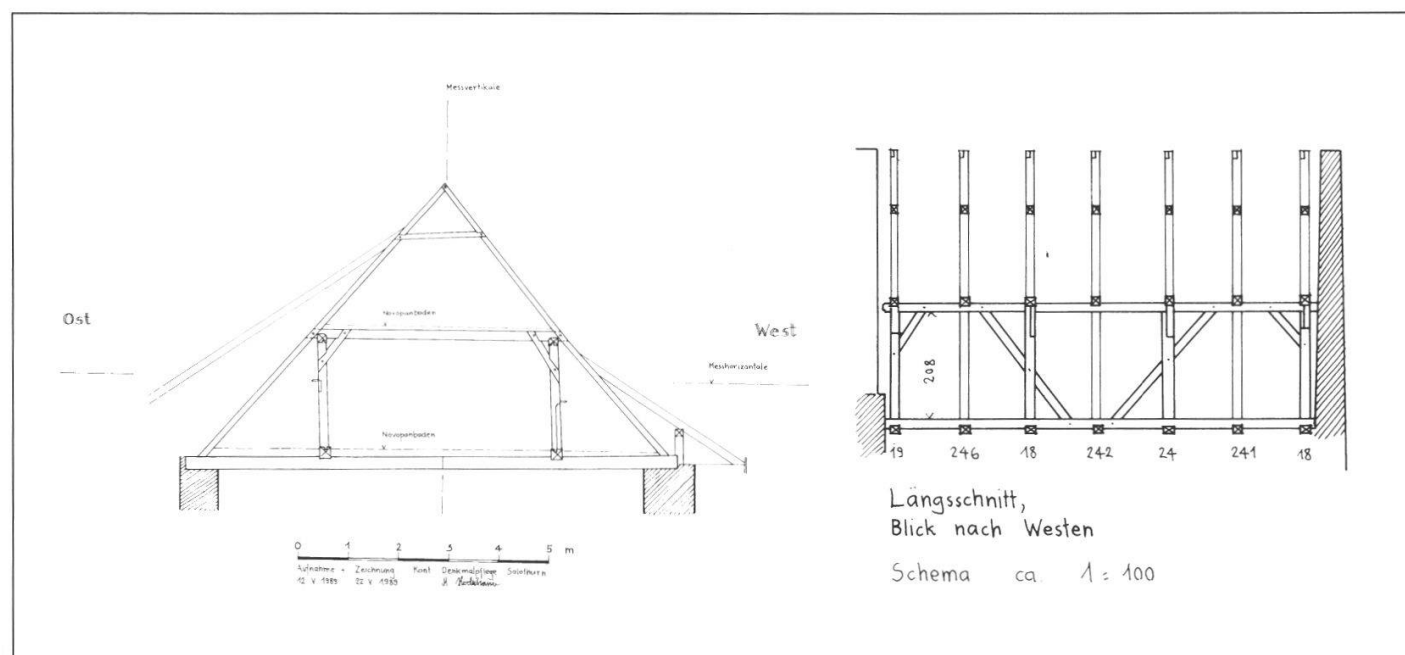 Messvertikale
Ost
Novopanboden
West
Messhorizontale
Novopanboden
0 1 2 3 4 5 m
Aufnahme + Zeichnung Kant Denkmalpflege Solothurn
12 V 1989 22 V 1989 H.
208
19 246 18 242 24 241 18
Längsschnitt,
Blick nach Westen
Schema ca. 1 : 100